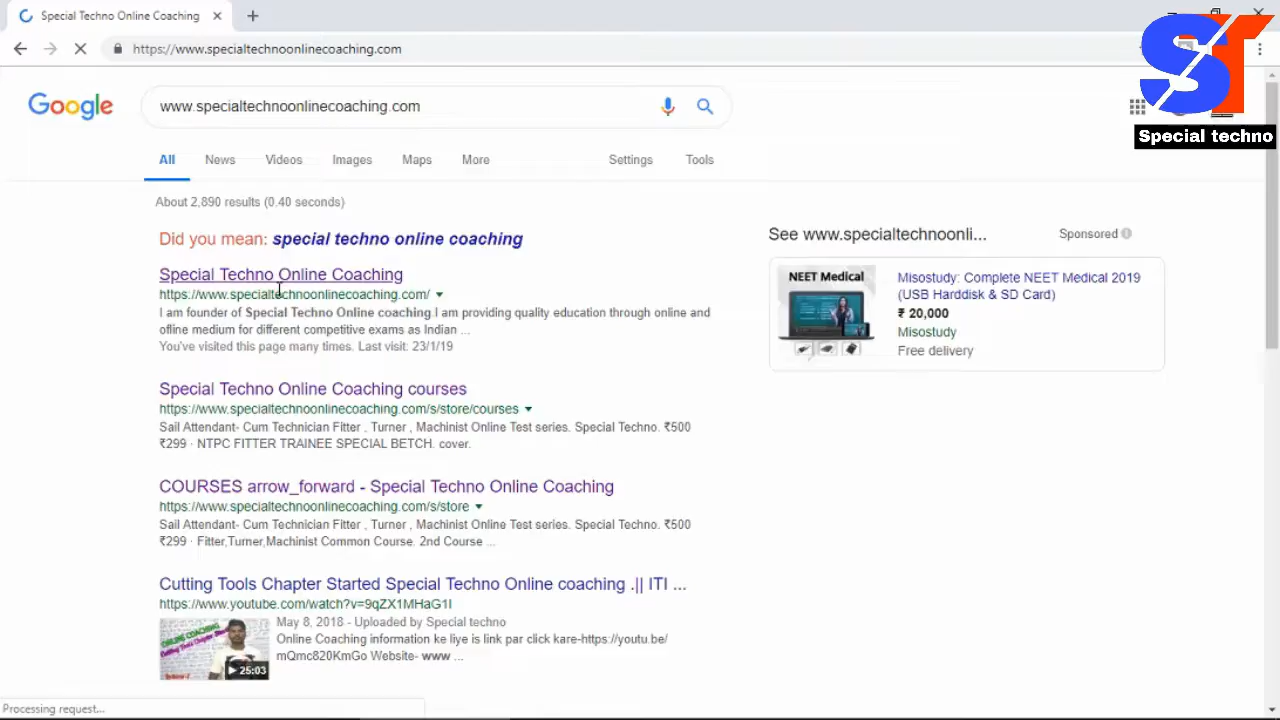 Special Techno Online Coaching
https://www.specialtechnoonlinecoaching.com
ST
Special techno
Google
www.specialtechnoonlinecoaching.com
All News Videos Images Maps More Settings Tools
About 2,890 results (0.40 seconds)
Did you mean: special techno online coaching
Special Techno Online Coaching
https://www.specialtechnoonlinecoaching.com/
I am founder of Special Techno Online coaching.I am providing quality education through online and
ofline medium for different competitive exams as Indian ...
You've visited this page many times. Last visit: 23/1/19
Special Techno Online Coaching courses
https://www.specialtechnoonlinecoaching.com/s/store/courses
Sail Attendant- Cum Technician Fitter , Turner , Machinist Online Test series. Special Techno. ₹500
₹299 · NTPC FITTER TRAINEE SPECIAL BETCH. cover.
COURSES arrow_forward - Special Techno Online Coaching
https://www.specialtechnoonlinecoaching.com/s/store
Sail Attendant- Cum Technician Fitter , Turner , Machinist Online Test series. Special Techno. ₹500
₹299 · Fitter,Turner,Machinist Common Course. 2nd Course ...
Cutting Tools Chapter Started Special Techno Online coaching .|| ITI ...
https://www.youtube.com/watch?v=9qZX1MHaG1I
May 8, 2018 - Uploaded by Special techno
Online Coaching information ke liye is link par click kare-https://youtu.be/
mQmc820KmGo Website- www ...
ONLINE COACHING
25:03
See www.specialtechnoonli...
Sponsored
NEET Medical
Misostudy: Complete NEET Medical 2019
(USB Harddisk & SD Card)
₹ 20,000
Misostudy
Free delivery
Processing request...